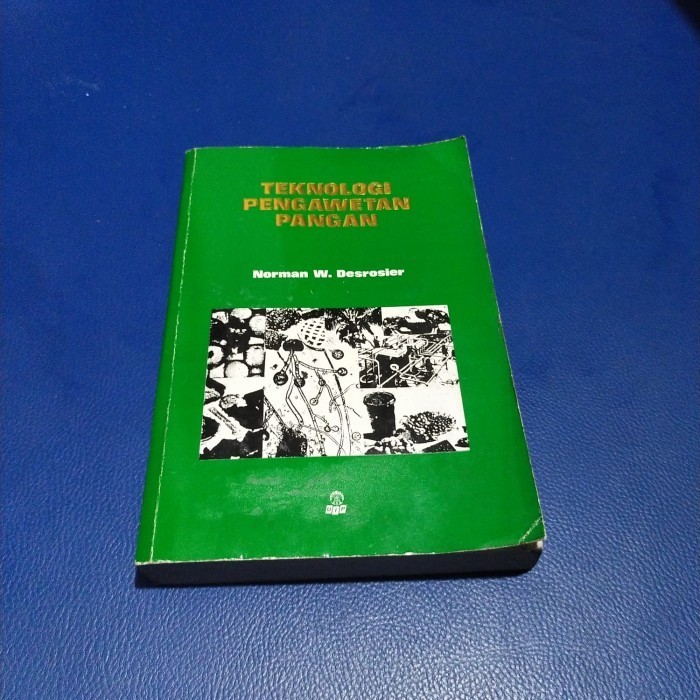 TEKNOLOGI
PENGAWETAN
PANGAN
Norman W. Desrosier